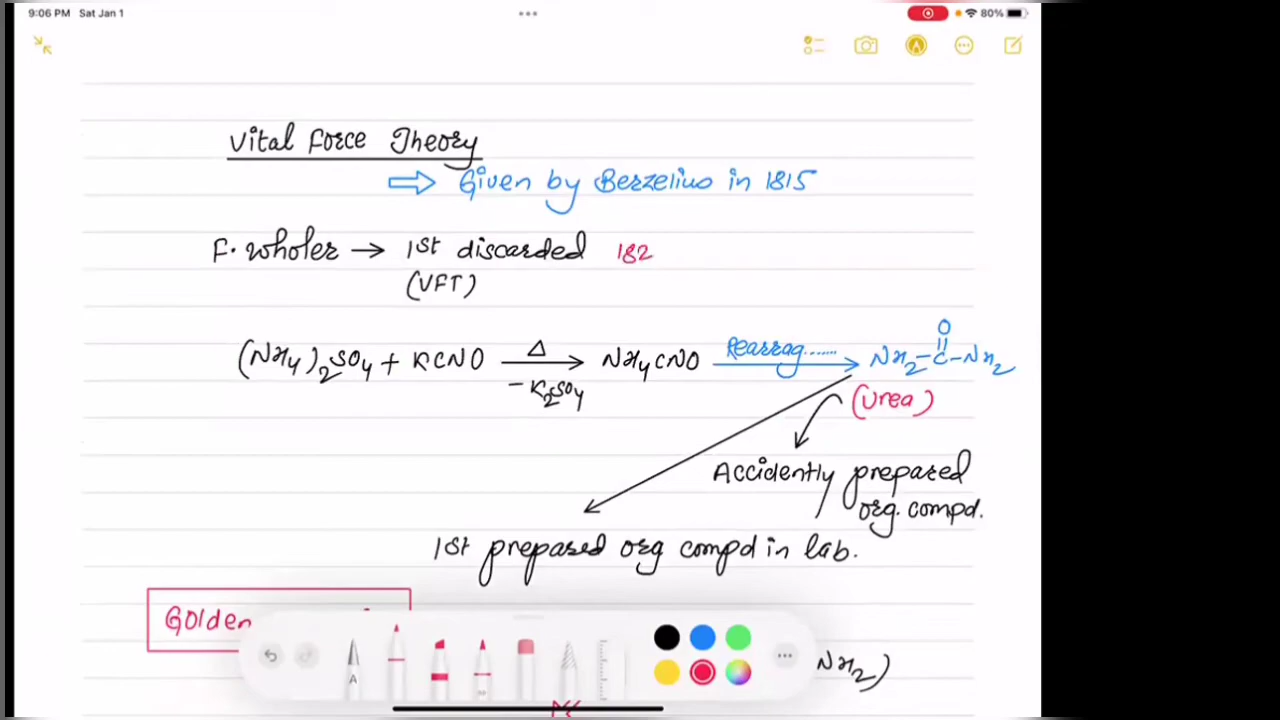 9:06 PM Sat Jan 1
80%
Vital Force Theory
⇒ Given by Berzelius in 1815
F. Wholer → 1st discarded 182
(VFT)
(NH4)2SO4 + KCNO —Δ→ NH4CNO —Rearrag.......→ NH2-C-NH2
O
- K2SO4
(Urea)
Accidently prepared
org. compd.
1st prepared org compd in lab.
Golden
NH2)
A